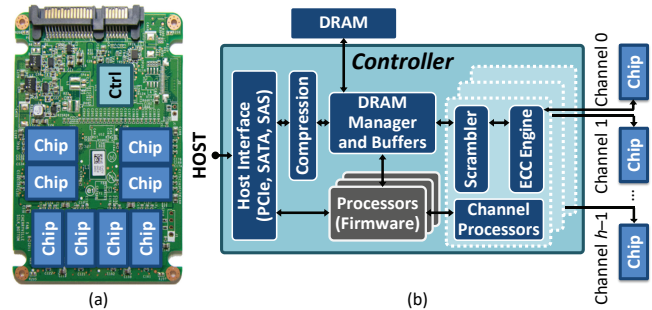 Ctrl
Chip
Chip
Chip
Chip
Chip
Chip
Chip
Chip
(a)
DRAM
Controller
HOST
Host Interface
(PCIe, SATA, SAS)
Compression
DRAM
Manager
and Buffers
Scrambler
ECC Engine
Processors
(Firmware)
Channel
Processors
Channel 0
Chip
Channel 1
Chip
...
Channel h−1
Chip
(b)